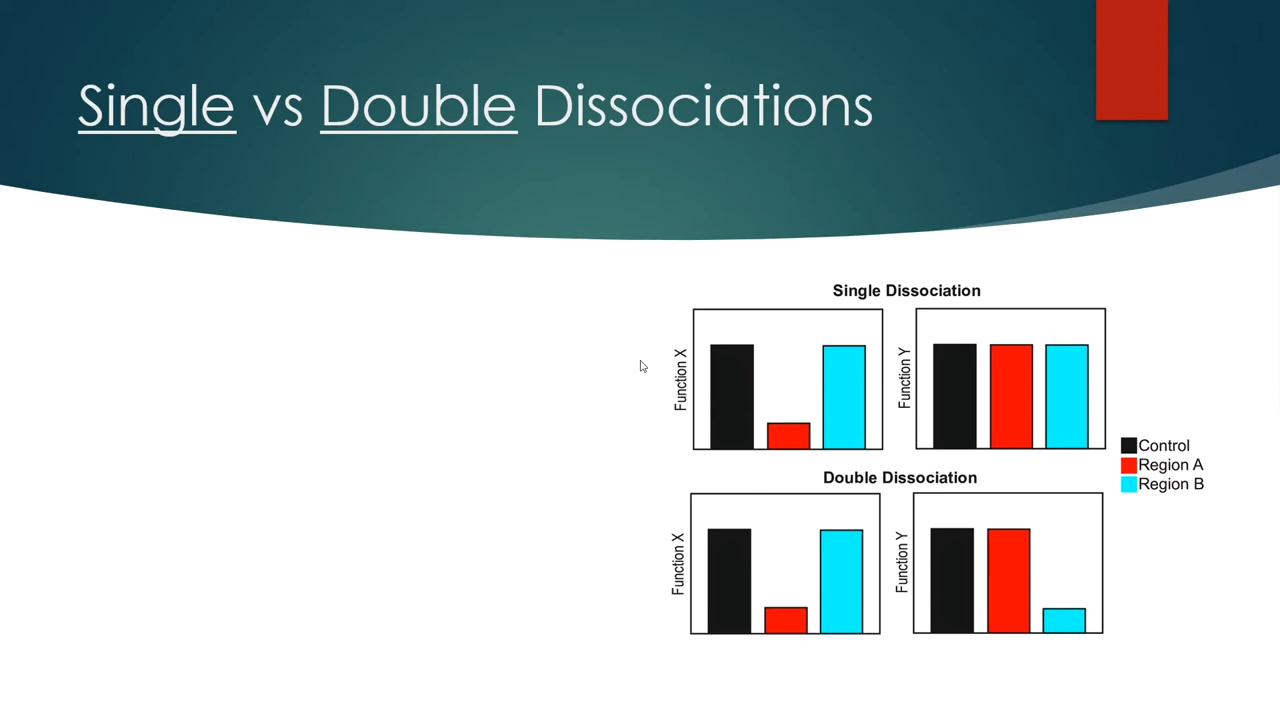 Single vs Double Dissociations
Single Dissociation
Function X
Function Y
Control
Region A
Region B
Double Dissociation
Function X
Function Y